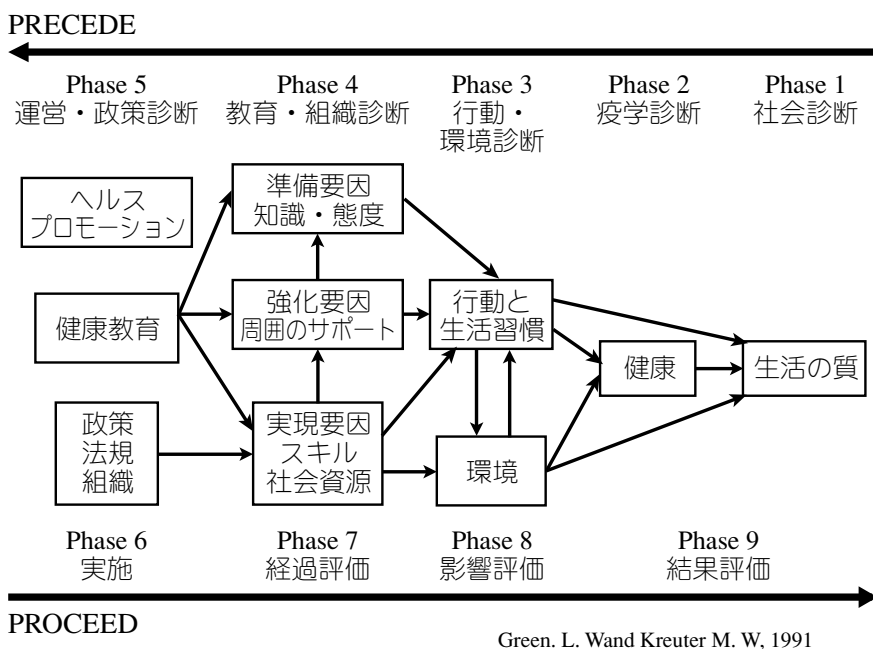 PRECEDE
Phase 5
運営・政策診断
Phase 4
教育・組織診断
Phase 3
行動・
環境診断
Phase 2
疫学診断
Phase 1
社会診断
ヘルス
プロモーション
健康教育
政策
法規
組織
準備要因
知識・態度
強化要因
周囲のサポート
実現要因
スキル
社会資源
行動と
生活習慣
環境
健康
生活の質
Phase 6
実施
Phase 7
経過評価
Phase 8
影響評価
Phase 9
結果評価
PROCEED
Green. L. Wand Kreuter M. W, 1991